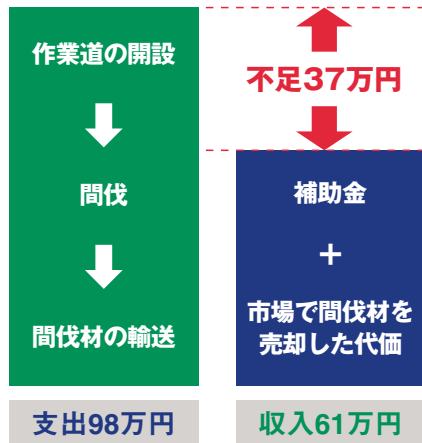 作業道の開設
間伐
間伐材の輸送
支出98万円
不足37万円
補助金
+
市場で間伐材を
売却した代価
収入61万円